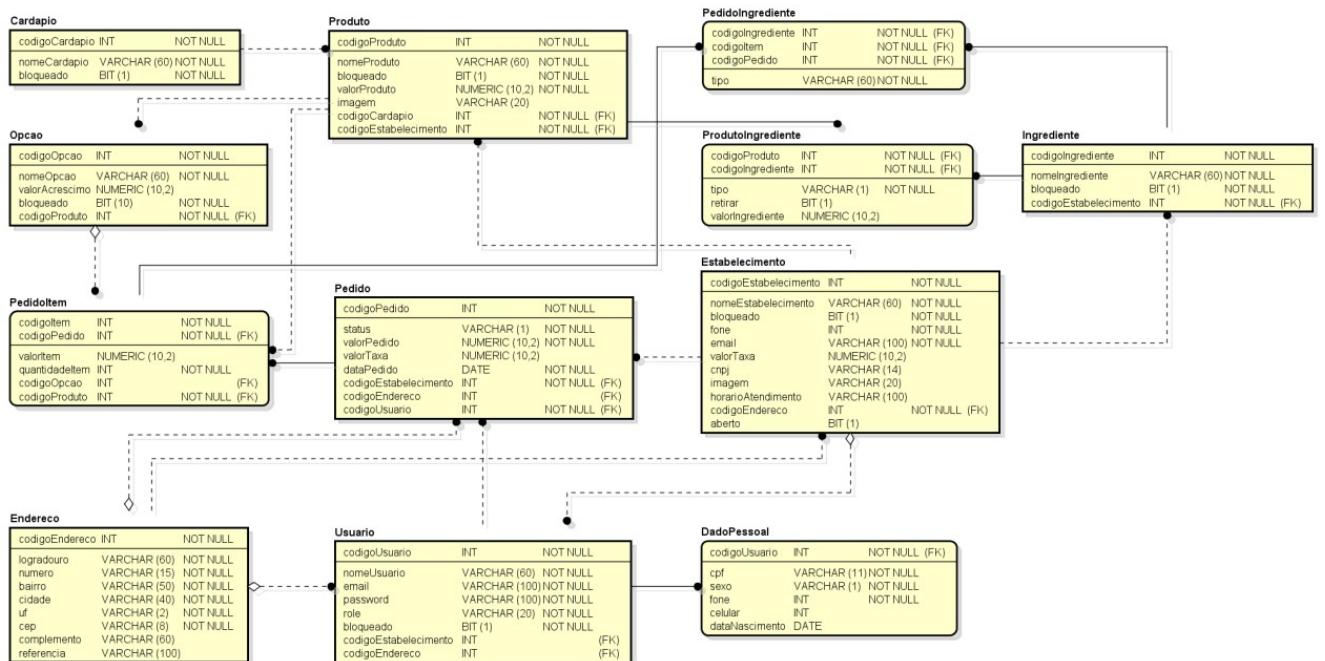 Cardapio
codigoCardapio INT NOT NULL
nomeCardapio VARCHAR (60) NOT NULL
bloqueado BIT (1) NOT NULL
Produto
codigoProduto INT NOT NULL
nomeProduto VARCHAR (60) NOT NULL
bloqueado BIT (1) NOT NULL
valorProduto NUMERIC (10,2) NOT NULL
imagem VARCHAR (20)
codigoCardapio INT NOT NULL (FK)
codigoEstabelecimento INT NOT NULL (FK)
PedidoIngrediente
codigoIngrediente INT NOT NULL (FK)
codigoItem INT NOT NULL (FK)
codigoPedido INT NOT NULL (FK)
tipo VARCHAR (60) NOT NULL
Opcao
codigoOpcao INT NOT NULL
nomeOpcao VARCHAR (60) NOT NULL
valorAcrescimo NUMERIC (10,2)
bloqueado BIT (10) NOT NULL
codigoProduto INT NOT NULL (FK)
ProdutoIngrediente
codigoProduto INT NOT NULL (FK)
codigoIngrediente INT NOT NULL (FK)
tipo VARCHAR (1) NOT NULL
retirar BIT (1)
valorIngrediente NUMERIC (10,2)
Ingrediente
codigoIngrediente INT NOT NULL
nomeIngrediente VARCHAR (60) NOT NULL
bloqueado BIT (1) NOT NULL
codigoEstabelecimento INT NOT NULL (FK)
PedidoItem
codigoItem INT NOT NULL
codigoPedido INT NOT NULL (FK)
valorItem NUMERIC (10,2)
quantidadeItem INT NOT NULL
codigoOpcao INT (FK)
codigoProduto INT NOT NULL (FK)
Pedido
codigoPedido INT NOT NULL
status VARCHAR (1) NOT NULL
valorPedido NUMERIC (10,2) NOT NULL
valorTaxa NUMERIC (10,2)
dataPedido DATE NOT NULL
codigoEstabelecimento INT NOT NULL (FK)
codigoEndereco INT (FK)
codigoUsuario INT NOT NULL (FK)
Estabelecimento
codigoEstabelecimento INT NOT NULL
nomeEstabelecimento VARCHAR (60) NOT NULL
bloqueado BIT (1) NOT NULL
fone INT NOT NULL
email VARCHAR (100) NOT NULL
valorTaxa NUMERIC (10,2)
cnpj VARCHAR (14)
imagem VARCHAR (20)
horarioAtendimento VARCHAR (100)
codigoEndereco INT NOT NULL (FK)
aberto BIT (1)
Endereco
codigoEndereco INT NOT NULL
logradouro VARCHAR (60) NOT NULL
numero VARCHAR (15) NOT NULL
bairro VARCHAR (50) NOT NULL
cidade VARCHAR (40) NOT NULL
uf VARCHAR (2) NOT NULL
cep VARCHAR (8) NOT NULL
complemento VARCHAR (60)
referencia VARCHAR (100)
Usuario
codigoUsuario INT NOT NULL
nomeUsuario VARCHAR (60) NOT NULL
email VARCHAR (100) NOT NULL
password VARCHAR (100) NOT NULL
role VARCHAR (20) NOT NULL
bloqueado BIT (1) NOT NULL
codigoEstabelecimento INT (FK)
codigoEndereco INT (FK)
DadoPessoal
codigoUsuario INT NOT NULL (FK)
cpf VARCHAR (11) NOT NULL
sexo VARCHAR (1) NOT NULL
fone INT NOT NULL
celular INT
dataNascimento DATE